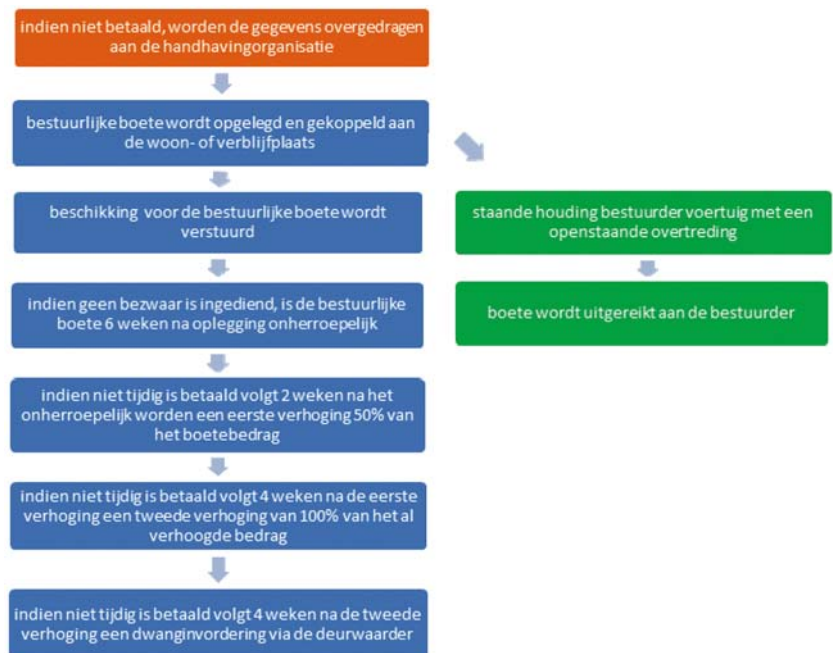 indien niet betaald, worden de gegevens overgedragen
aan de handhavingorganisatie
bestuurlijke boete wordt opgelegd en gekoppeld aan
de woon- of verblijfplaats
beschikking voor de bestuurlijke boete wordt
verstuurd
indien geen bezwaar is ingediend, is de bestuurlijke
boete 6 weken na oplegging onherroepelijk
indien niet tijdig is betaald volgt 2 weken na het
onherroepelijk worden een eerste verhoging 50% van
het boetebedrag
indien niet tijdig is betaald volgt 4 weken na de eerste
verhoging een tweede verhoging van 100% van het al
verhoogde bedrag
indien niet tijdig is betaald volgt 4 weken na de tweede
verhoging een dwanginvordering via de deurwaarder
staande houding bestuurder voertuig met een
openstaande overtreding
boete wordt uitgereikt aan de bestuurder